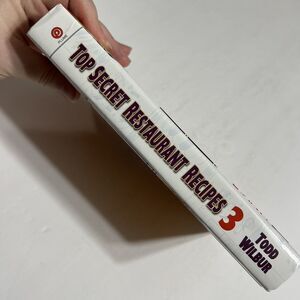 TOP SECRET RESTAURANT RECIPES 3
TODD
WILBUR